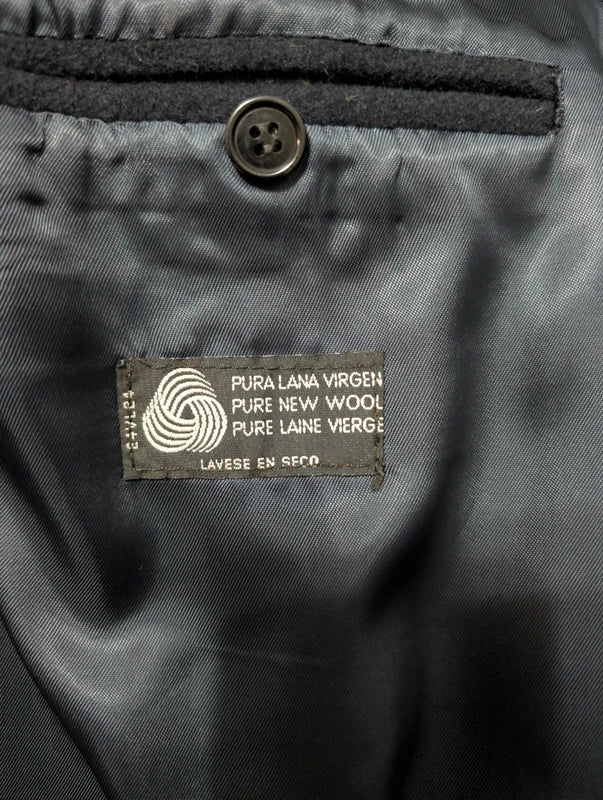 PURA LANA VIRGEN
PURE NEW WOOL
PURE LAINE VIERGE
LAVESE EN SECO